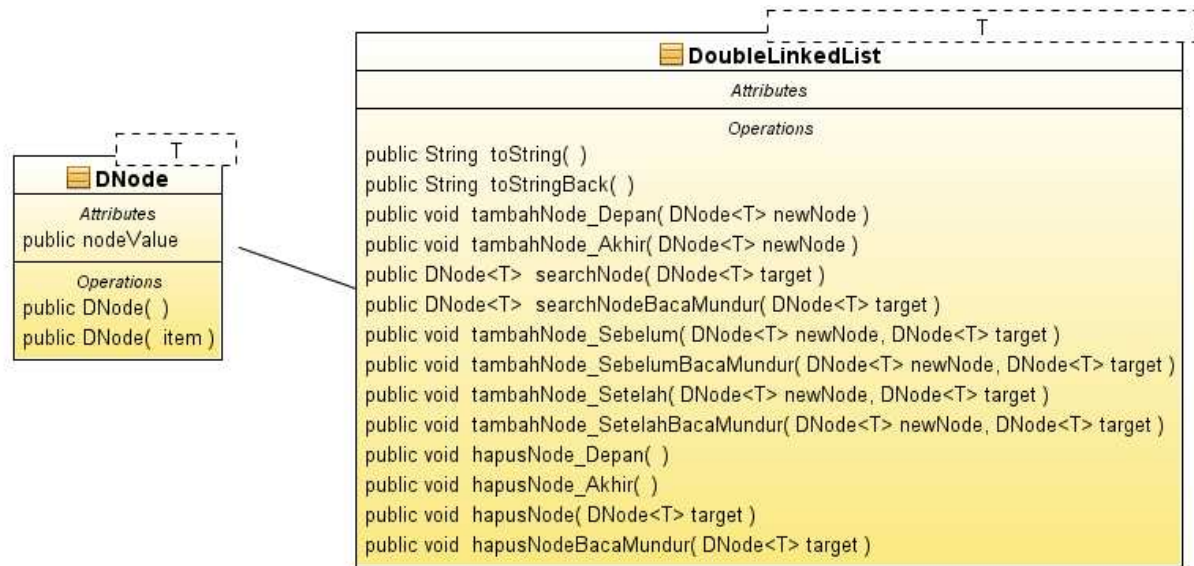 T
DNode
Attributes
public nodeValue
Operations
public DNode( )
public DNode( item )
T
DoubleLinkedList
Attributes
Operations
public String toString( )
public String toStringBack( )
public void tambahNode_Depan( DNode<T> newNode )
public void tambahNode_Akhir( DNode<T> newNode )
public DNode<T> searchNode( DNode<T> target )
public DNode<T> searchNodeBacaMundur( DNode<T> target )
public void tambahNode_Sebelum( DNode<T> newNode, DNode<T> target )
public void tambahNode_SebelumBacaMundur( DNode<T> newNode, DNode<T> target )
public void tambahNode_Setelah( DNode<T> newNode, DNode<T> target )
public void tambahNode_SetelahBacaMundur( DNode<T> newNode, DNode<T> target )
public void hapusNode_Depan( )
public void hapusNode_Akhir( )
public void hapusNode( DNode<T> target )
public void hapusNodeBacaMundur( DNode<T> target )